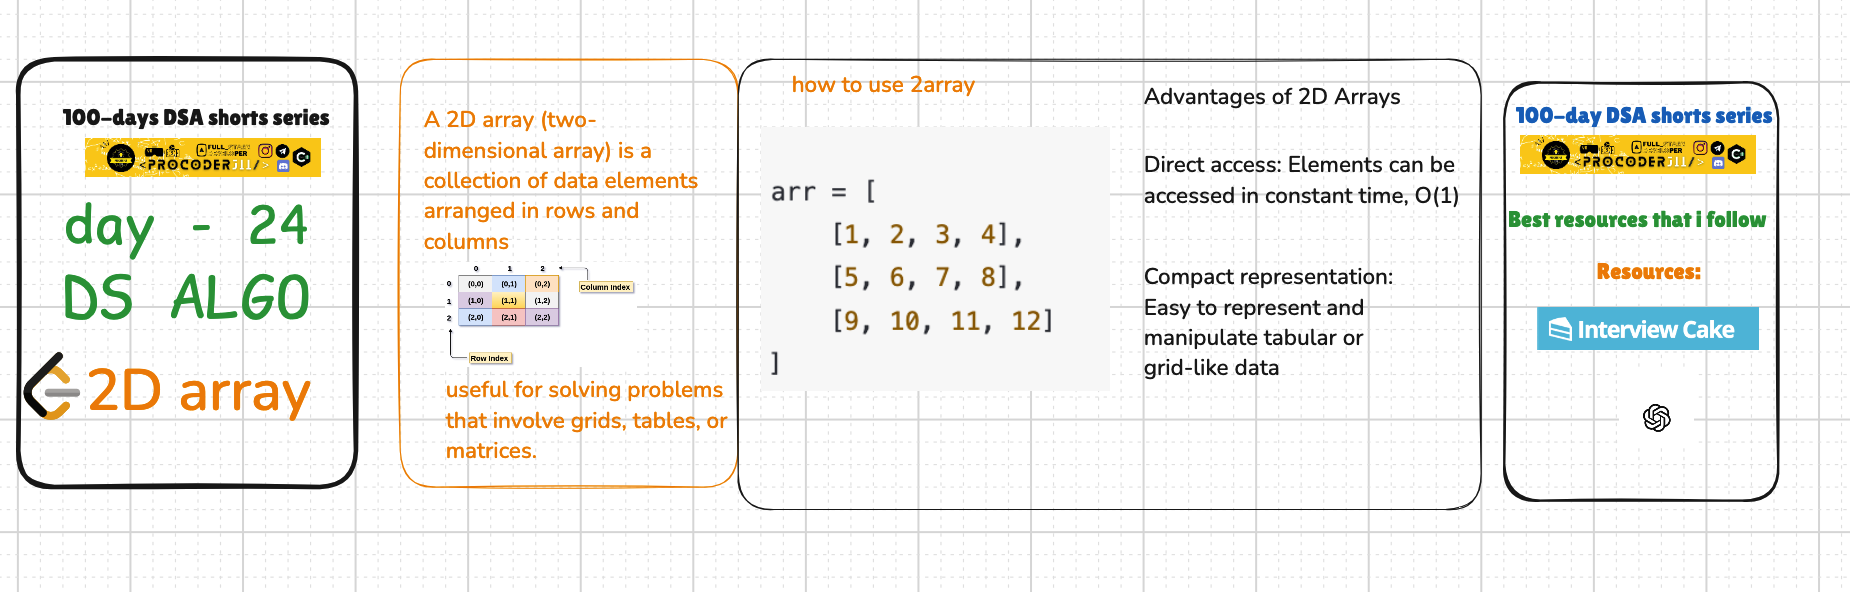 100-days DSA shorts series
<PROCODER511/>
day - 24
DS ALGO
2D array
A 2D array (two-
dimensional array) is a
collection of data elements
arranged in rows and
columns
0 1 2
0 (0,0) (0,1) (0,2)
1 (1,0) (1,1) (1,2)
2 (2,0) (2,1) (2,2)
Column Index
Row Index
useful for solving problems
that involve grids, tables, or
matrices.
how to use 2array
arr = [
[1, 2, 3, 4],
[5, 6, 7, 8],
[9, 10, 11, 12]
]
Advantages of 2D Arrays
Direct access: Elements can be
accessed in constant time, O(1)
Compact representation:
Easy to represent and
manipulate tabular or
grid-like data
100-day DSA shorts series
<PROCODER511/>
Best resources that i follow
Resources:
Interview Cake